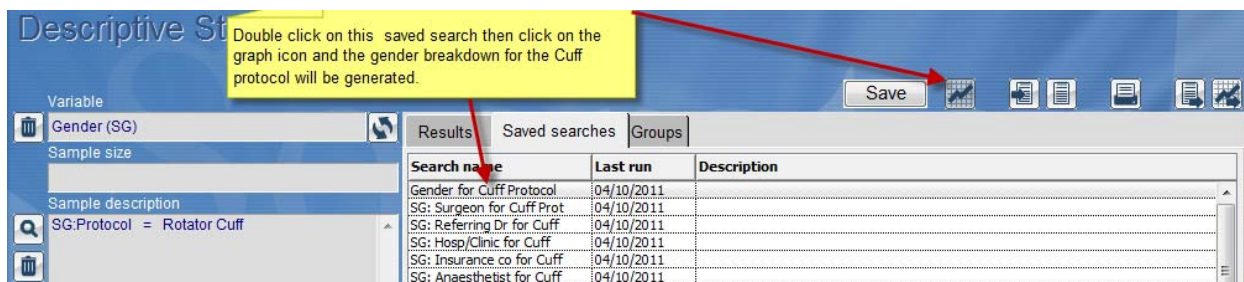 Descriptive St
Double click on this saved search then click on the
graph icon and the gender breakdown for the Cuff
protocol will be generated.
Save
Variable
Gender (SG)
Sample size
Sample description
SG:Protocol = Rotator Cuff
Results Saved searches Groups
Search name Last run Description
Gender for Cuff Protocol 04/10/2011
SG: Surgeon for Cuff Prot 04/10/2011
SG: Referring Dr for Cuff 04/10/2011
SG: Hosp/Clinic for Cuff 04/10/2011
SG: Insurance co for Cuff 04/10/2011
SG: Anaesthetist for Cuff 04/10/2011